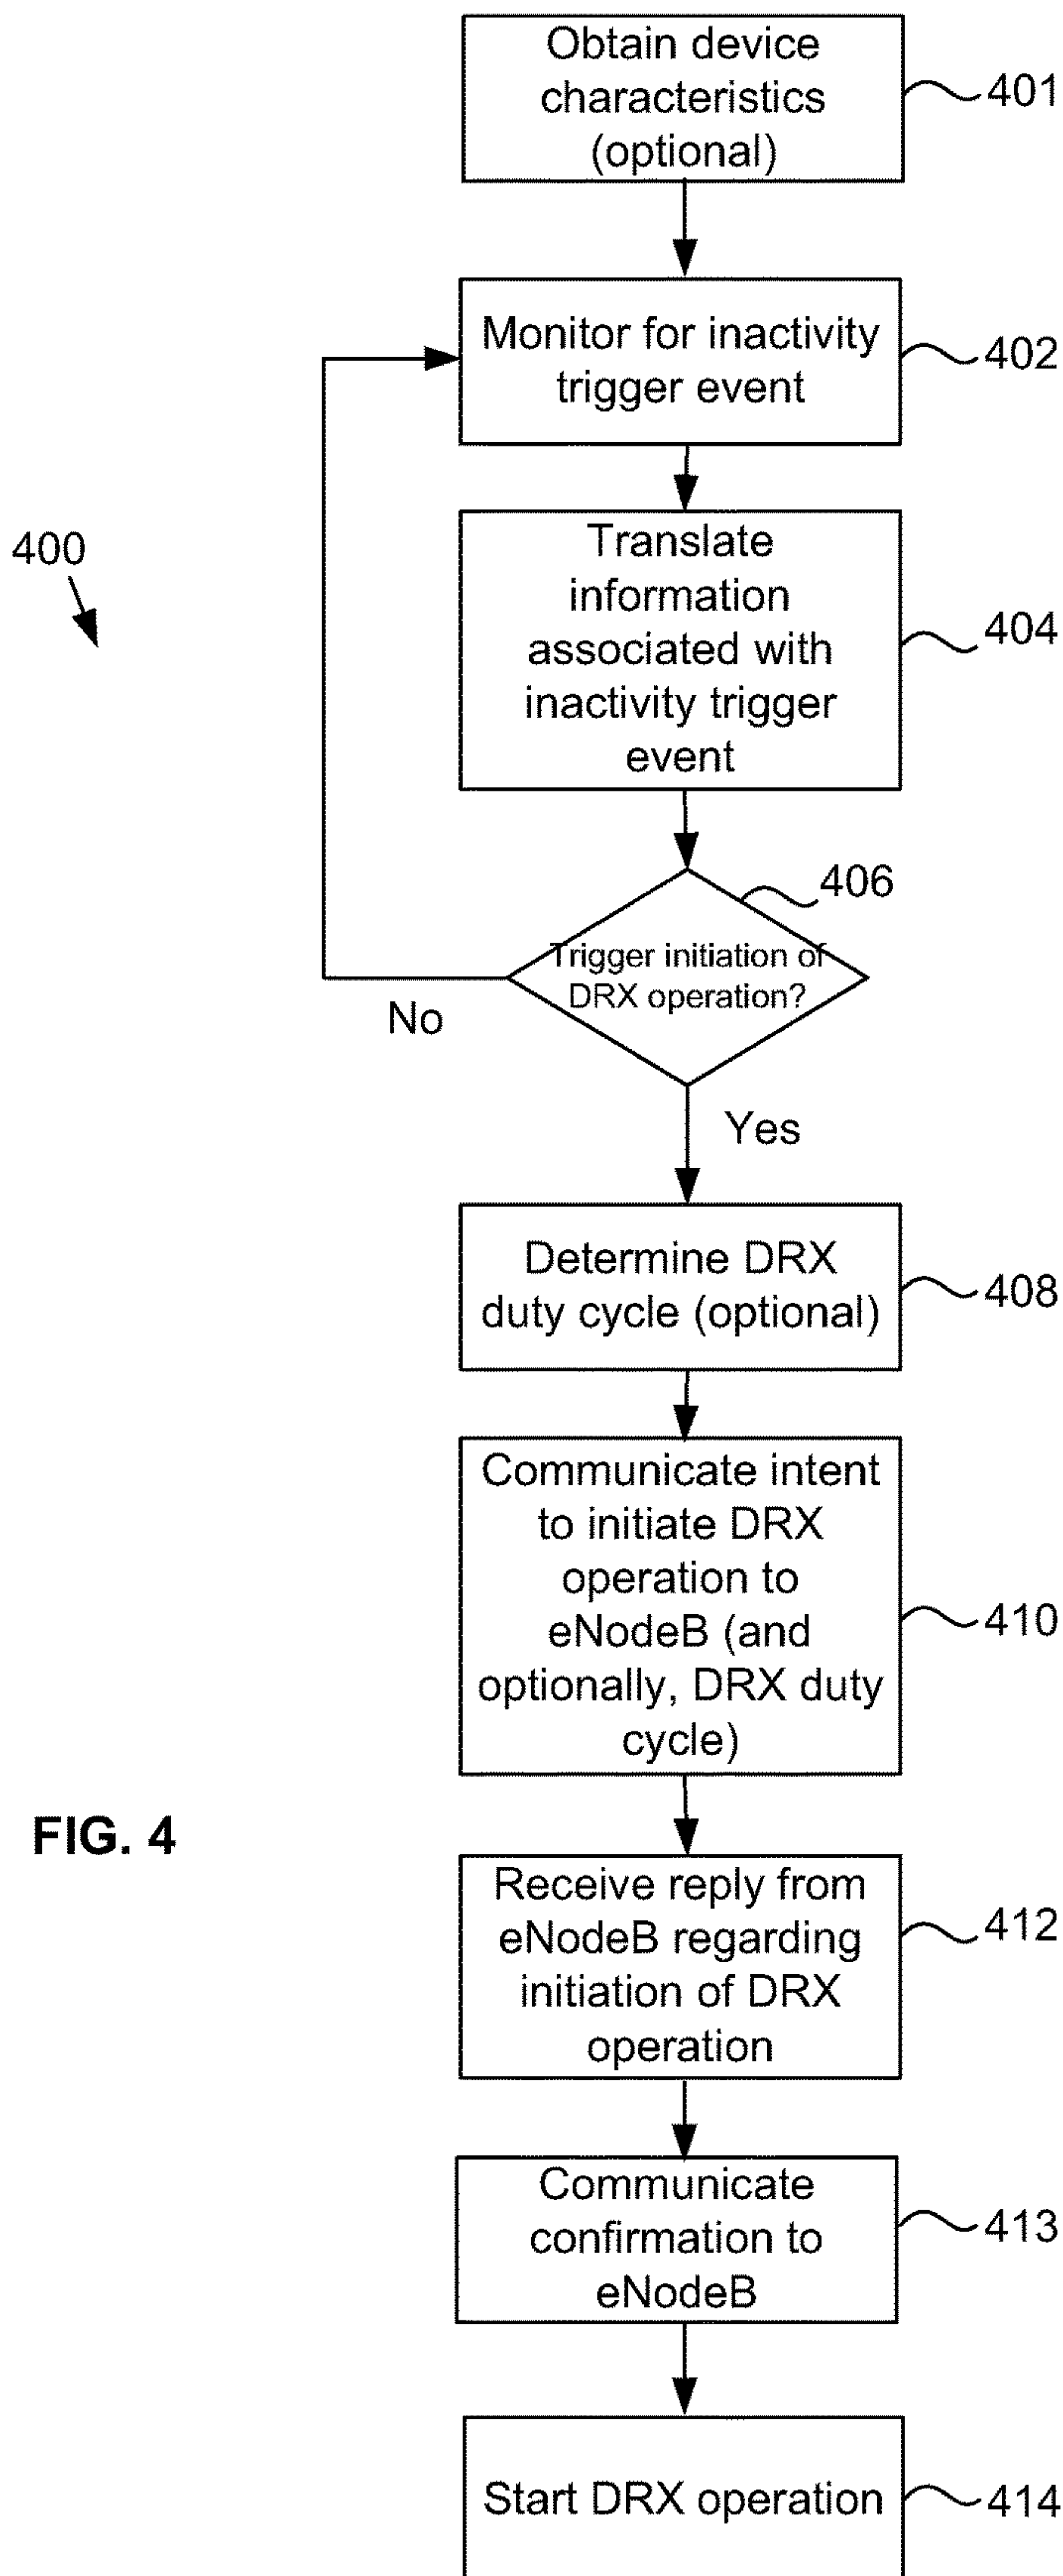 Obtain device
characteristics
(optional)
401
Monitor for inactivity
trigger event
402
400
Translate
information
associated with
inactivity trigger
event
404
406
Trigger initiation of
DRX operation?
No
Yes
Determine DRX
duty cycle (optional)
408
Communicate intent
to initiate DRX
operation to
eNodeB (and
optionally, DRX duty
cycle)
410
FIG. 4
Receive reply from
eNodeB regarding
initiation of DRX
operation
412
Communicate
confirmation to
eNodeB
413
Start DRX operation
414